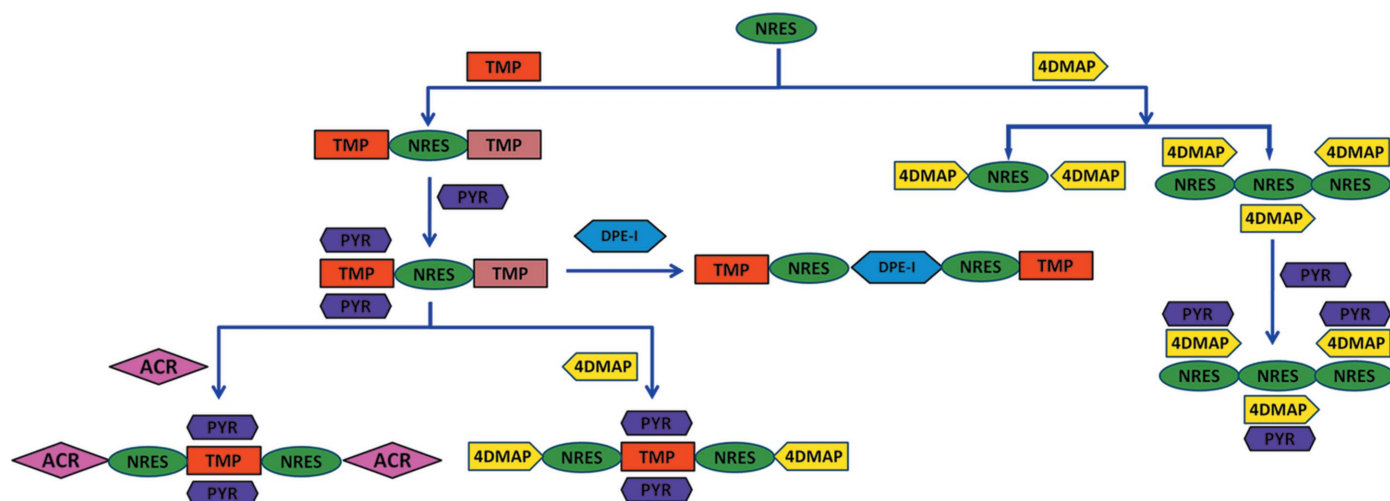 NRES
TMP
4DMAP
TMP NRES TMP
4DMAP NRES 4DMAP
4DMAP 4DMAP
NRES NRES NRES
4DMAP
PYR
PYR
TMP NRES TMP
PYR
DPE-I
TMP NRES DPE-I NRES TMP
PYR
PYR PYR
4DMAP 4DMAP
NRES NRES NRES
4DMAP
PYR
ACR
4DMAP
PYR
ACR NRES TMP NRES ACR
PYR
PYR
4DMAP NRES TMP NRES 4DMAP
PYR